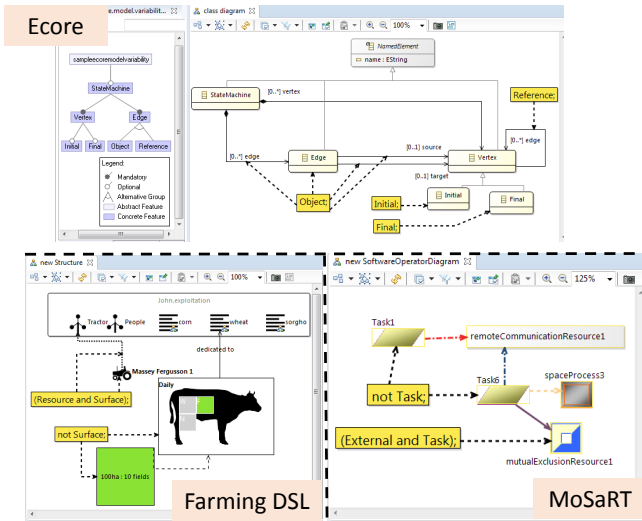 Ecore
e.model.variabilit...
class diagram
100%
sampleecoremodelvariability
StateMachine
Vertex
Edge
Initial
Final
Object
Reference
Legend:
Mandatory
Optional
Alternative Group
Abstract Feature
Concrete Feature
NamedElement
name : EString
StateMachine
[0..*] vertex
Reference;
[0..*] edge
Edge
[0..1] source
Vertex
[0..*] edge
[0..1] target
Object;
Initial;
Initial
Final
Final;
new Structure
100%
John.exploitation
Tractor
People
corn
wheat
sorgho
dedicated to
Massey Fergusson 1
Daily
(Resource and Surface);
not Surface;
100ha : 10 fields
Farming DSL
new SoftwareOperatorDiagram
125%
Task1
remoteCommunicationResource1
Task6
spaceProcess3
not Task;
(External and Task);
mutualExclusionResource1
MoSaRT